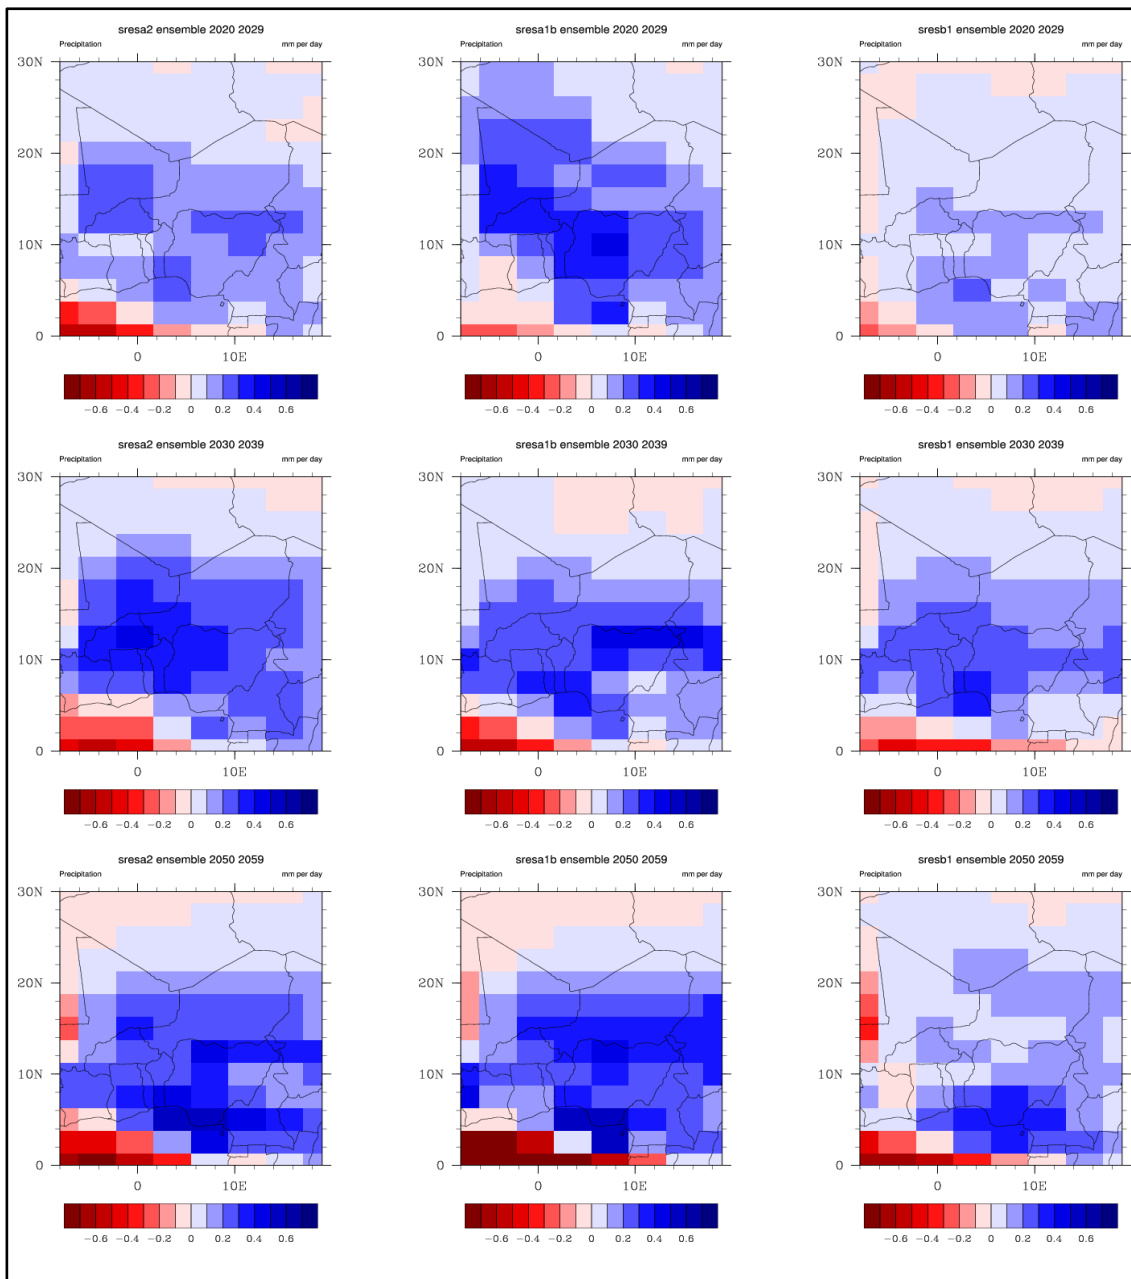 sresa2 ensemble 2020 2029
Precipitation mm per day
30N
20N
10N
0
0 10E
−0.6 −0.4 −0.2 0 0.2 0.4 0.6
sresa1b ensemble 2020 2029
Precipitation mm per day
30N
20N
10N
0
0 10E
−0.6 −0.4 −0.2 0 0.2 0.4 0.6
sresb1 ensemble 2020 2029
Precipitation mm per day
30N
20N
10N
0
0 10E
−0.6 −0.4 −0.2 0 0.2 0.4 0.6
sresa2 ensemble 2030 2039
Precipitation mm per day
30N
20N
10N
0
0 10E
−0.6 −0.4 −0.2 0 0.2 0.4 0.6
sresa1b ensemble 2030 2039
Precipitation mm per day
30N
20N
10N
0
0 10E
−0.6 −0.4 −0.2 0 0.2 0.4 0.6
sresb1 ensemble 2030 2039
Precipitation mm per day
30N
20N
10N
0
0 10E
−0.6 −0.4 −0.2 0 0.2 0.4 0.6
sresa2 ensemble 2050 2059
Precipitation mm per day
30N
20N
10N
0
0 10E
−0.6 −0.4 −0.2 0 0.2 0.4 0.6
sresa1b ensemble 2050 2059
Precipitation mm per day
30N
20N
10N
0
0 10E
−0.6 −0.4 −0.2 0 0.2 0.4 0.6
sresb1 ensemble 2050 2059
Precipitation mm per day
30N
20N
10N
0
0 10E
−0.6 −0.4 −0.2 0 0.2 0.4 0.6